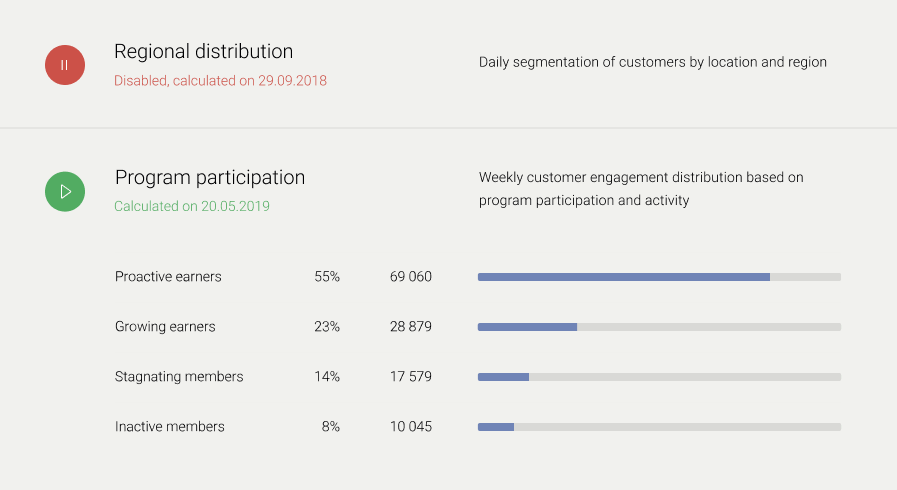 Regional distribution
Disabled, calculated on 29.09.2018
Daily segmentation of customers by location and region
Program participation
Calculated on 20.05.2019
Weekly customer engagement distribution based on
program participation and activity
Proactive earners 55% 69 060
Growing earners 23% 28 879
Stagnating members 14% 17 579
Inactive members 8% 10 045